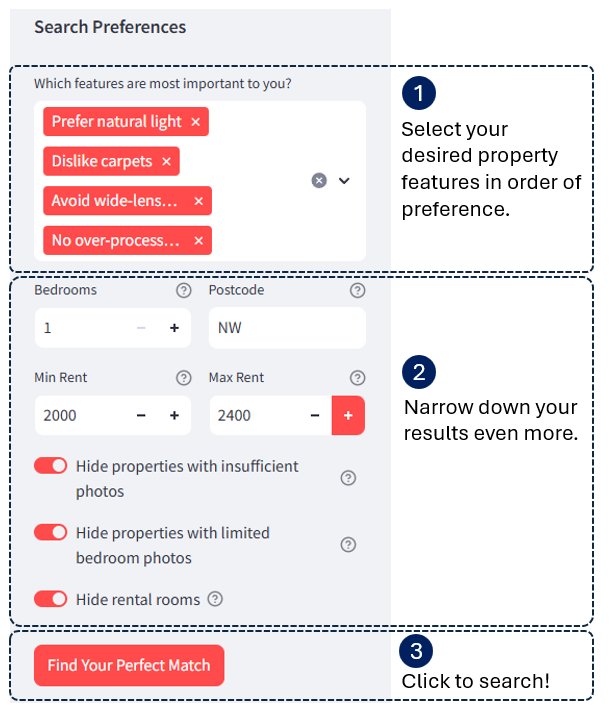 Search Preferences
Which features are most important to you?
Prefer natural light ×
Dislike carpets ×
Avoid wide-lens... ×
No over-process... ×
1
Select your
desired property
features in order of
preference.
Bedrooms ? Postcode ?
1 − + NW
Min Rent ? Max Rent ?
2000 − + 2400 − +
Hide properties with insufficient
photos ?
Hide properties with limited
bedroom photos ?
Hide rental rooms ?
2
Narrow down your
results even more.
Find Your Perfect Match
3
Click to search!